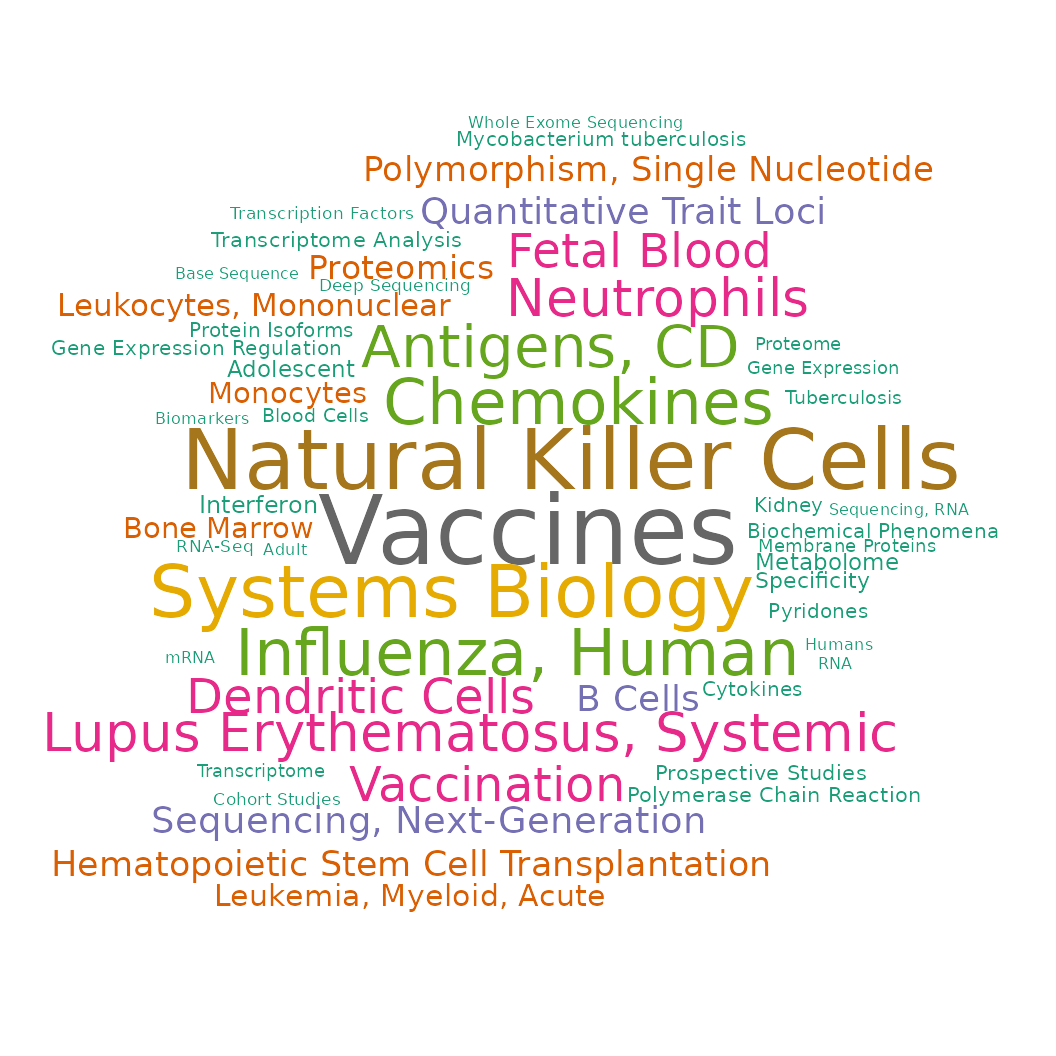 Whole Exome Sequencing
Mycobacterium tuberculosis
Polymorphism, Single Nucleotide
Transcription Factors
Quantitative Trait Loci
Transcriptome Analysis
Fetal Blood
Base Sequence
Proteomics
Deep Sequencing
Leukocytes, Mononuclear
Neutrophils
Protein Isoforms
Gene Expression Regulation
Antigens, CD
Proteome
Adolescent
Gene Expression
Monocytes
Chemokines
Tuberculosis
Biomarkers
Blood Cells
Natural Killer Cells
Interferon
Vaccines
Kidney
Sequencing, RNA
Bone Marrow
Biochemical Phenomena
RNA-Seq
Adult
Membrane Proteins
Metabolome
Systems Biology
Specificity
Pyridones
Influenza, Human
Humans
mRNA
RNA
Dendritic Cells
B Cells
Cytokines
Lupus Erythematosus, Systemic
Transcriptome
Vaccination
Prospective Studies
Cohort Studies
Polymerase Chain Reaction
Sequencing, Next-Generation
Hematopoietic Stem Cell Transplantation
Leukemia, Myeloid, Acute